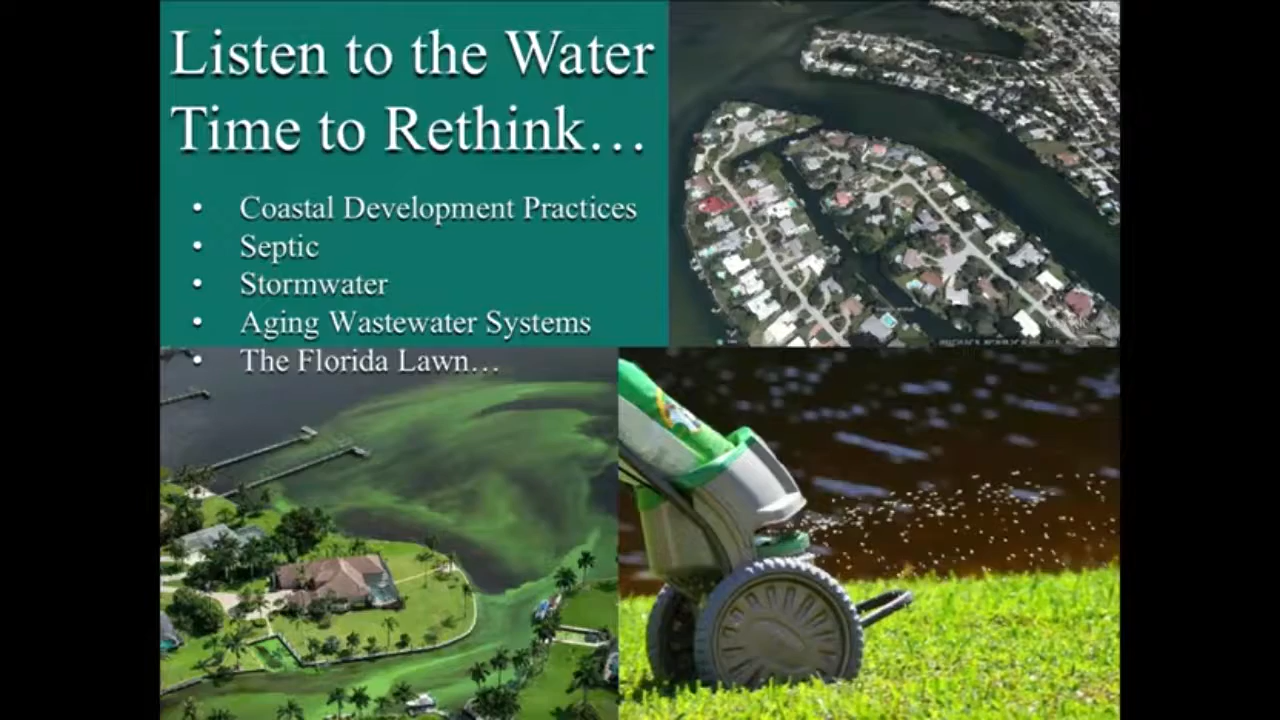 Listen to the Water
Time to Rethink…
• Coastal Development Practices
• Septic
• Stormwater
• Aging Wastewater Systems
• The Florida Lawn…